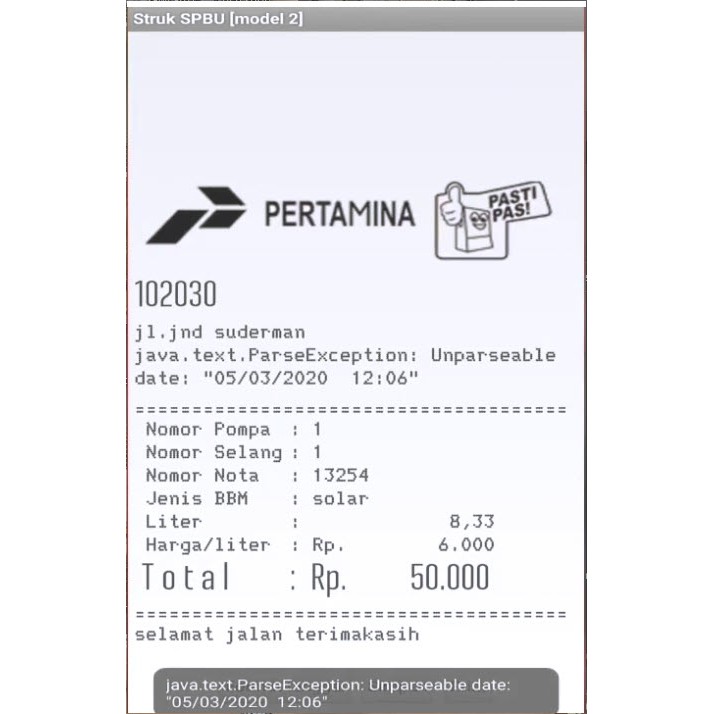 Struk SPBU [model 2]
PERTAMINA
PASTI
PAS!
102030
jl.jnd suderman
java.text.ParseException: Unparseable
date: "05/03/2020  12:06"
======================================
Nomor Pompa : 1
Nomor Selang : 1
Nomor Nota : 13254
Jenis BBM : solar
Liter : 8,33
Harga/liter : Rp. 6.000
Total : Rp. 50.000
======================================
selamat jalan terimakasih
java.text.ParseException: Unparseable date:
"05/03/2020  12:06"